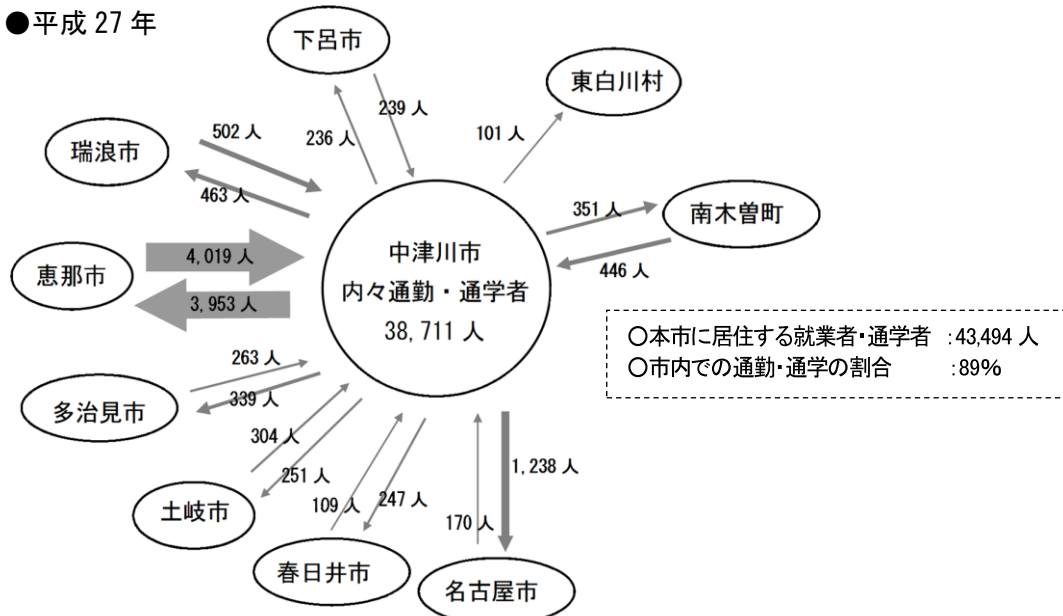 ●平成 27 年
下呂市
東白川村
239 人
236 人
101 人
502 人
瑞浪市
463 人
351 人
南木曽町
446 人
中津川市
内々通勤・通学者
38,711 人
4,019 人
恵那市
3,953 人
○本市に居住する就業者・通学者 :43,494 人
○市内での通勤・通学の割合 :89%
263 人
339 人
多治見市
304 人
251 人
土岐市
109 人
247 人
春日井市
1,238 人
170 人
名古屋市